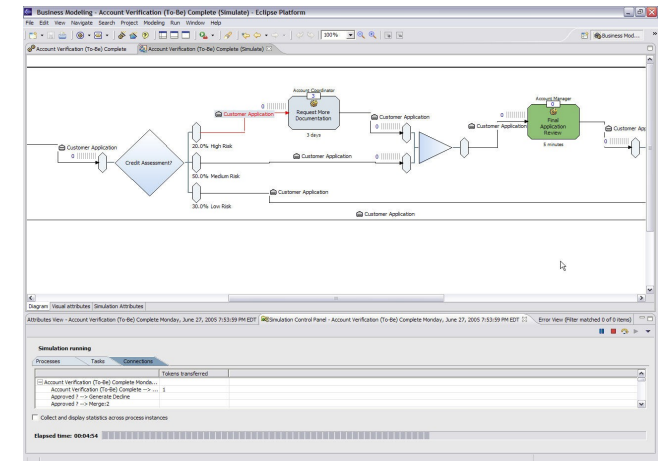 Business Modeling - Account Verification (To-Be) Complete (Simulate) - Eclipse Platform
File Edit View Navigate Search Project Modeling Run Window Help
100%
Business Mod...
Account Verification (To-Be) Complete
Account Verification (To-Be) Complete (Simulate)
Account Coordinator
3
Request More
Documentation
3 days
Account Manager
0
Final
Application
Review
5 minutes
0
Customer Application
Customer Application
0
0
Customer Application
Customer App
0
Customer Application
0
Credit Assessment?
20.0% High Risk
Customer Application
0
50.0% Medium Risk
Customer Application
30.0% Low Risk
Customer Application
Diagram Visual attributes Simulation Attributes
Attributes View - Account Verification (To-Be) Complete Monday, June 27, 2005 7:53:59 PM EDT
Simulation Control Panel - Account Verification (To-Be) Complete Monday, June 27, 2005 7:53:59 PM EDT
Error View (Filter matched 0 of 0 items)
Simulation running
Processes Tasks Connections
Tokens transferred
Account Verification (To-Be) Complete Monda...
Account Verification (To-Be) Complete --> ... 1
Approved ? --> Generate Decline
Approved ? --> Merge:2
Collect and display statistics across process instances
Elapsed time: 00:04:54